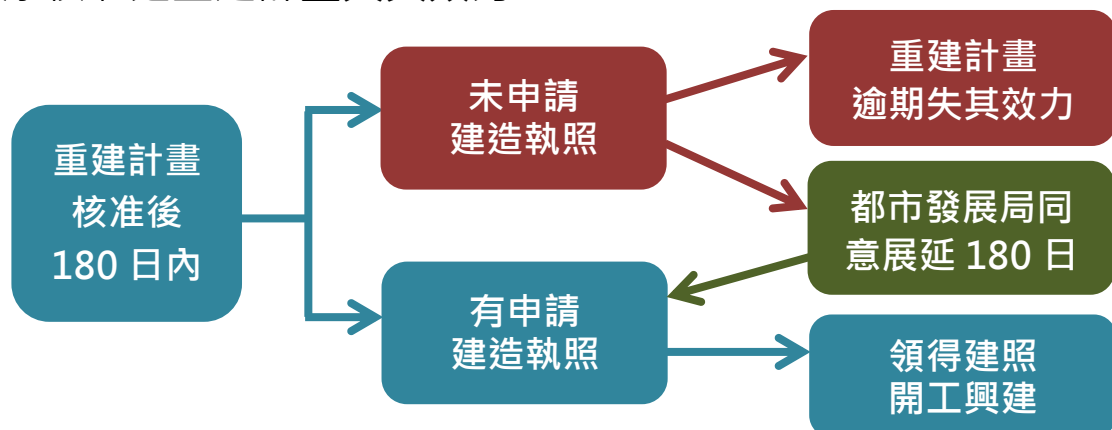 重建計畫
核准後
180 日內
未申請
建造執照
重建計畫
逾期失其效力
都市發展局同
意展延 180 日
有申請
建造執照
領得建照
開工興建